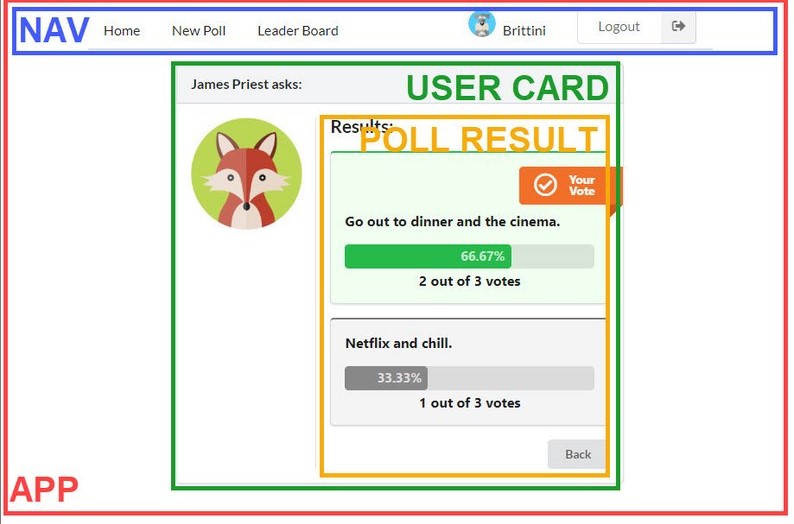 NAV
Home New Poll Leader Board Brittini Logout
James Priest asks:
USER CARD
Results:
POLL RESULT
Your
Vote
Go out to dinner and the cinema.
66.67%
2 out of 3 votes
Netflix and chill.
33.33%
1 out of 3 votes
Back
APP